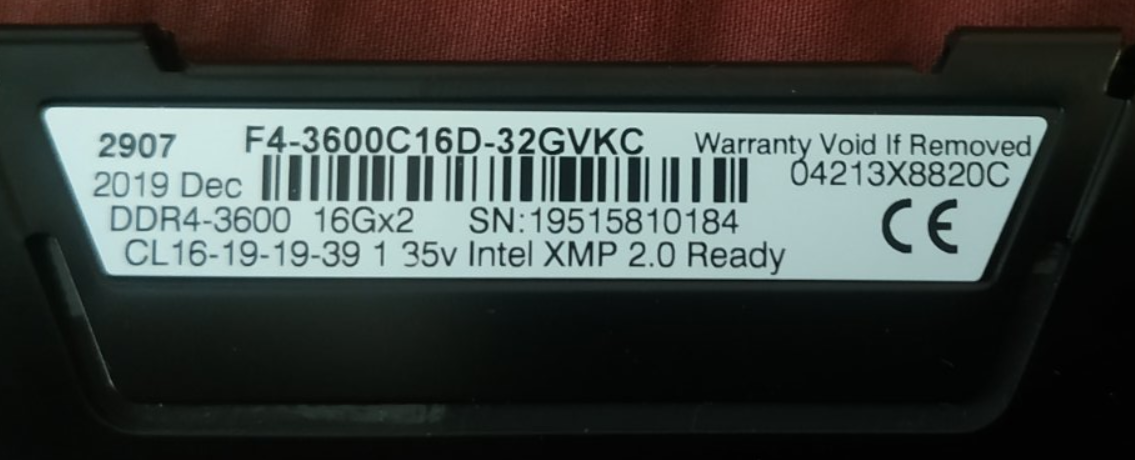 2907 F4-3600C16D-32GVKC Warranty Void If Removed
2019 Dec 04213X8820C
DDR4-3600 16Gx2 SN:19515810184 CE
CL16-19-19-39 1 35v Intel XMP 2.0 Ready